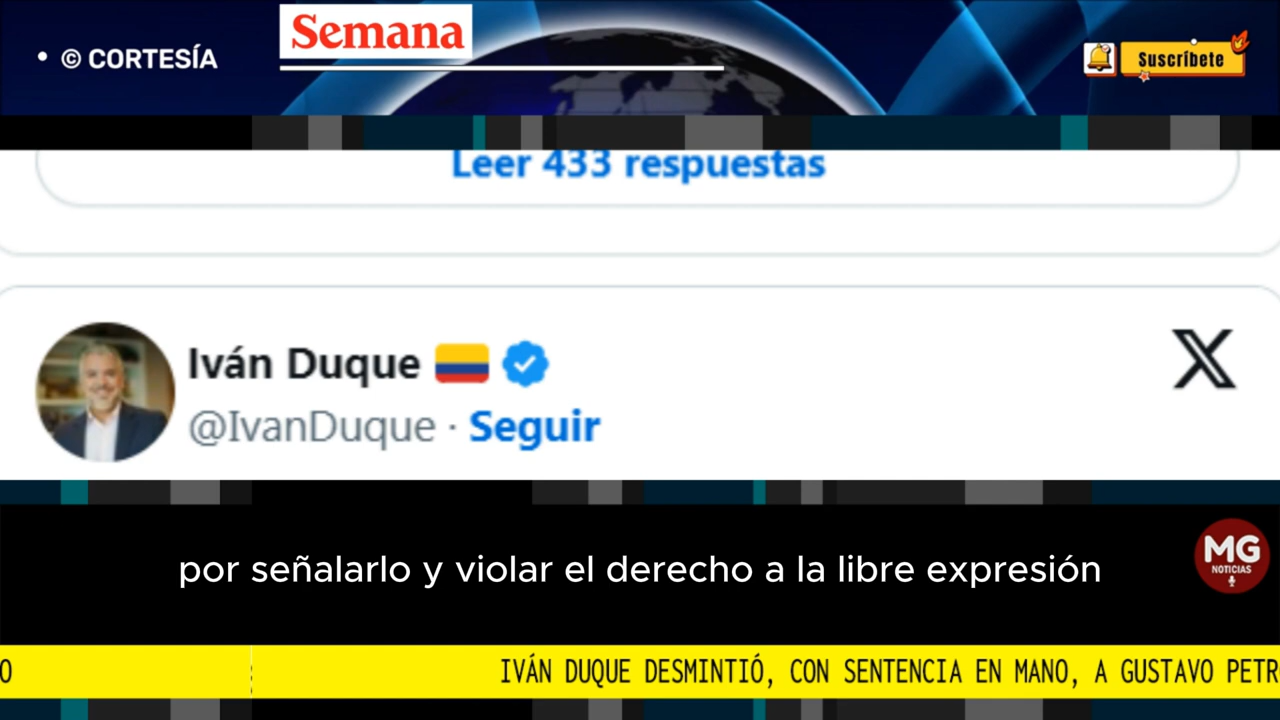 • © CORTESÍA
Semana
Suscríbete
Leer 433 respuestas
Iván Duque
@IvanDuque · Seguir
por señalarlo y violar el derecho a la libre expresión
MG
NOTICIAS
O
IVÁN DUQUE DESMINTIÓ, CON SENTENCIA EN MANO, A GUSTAVO PETR